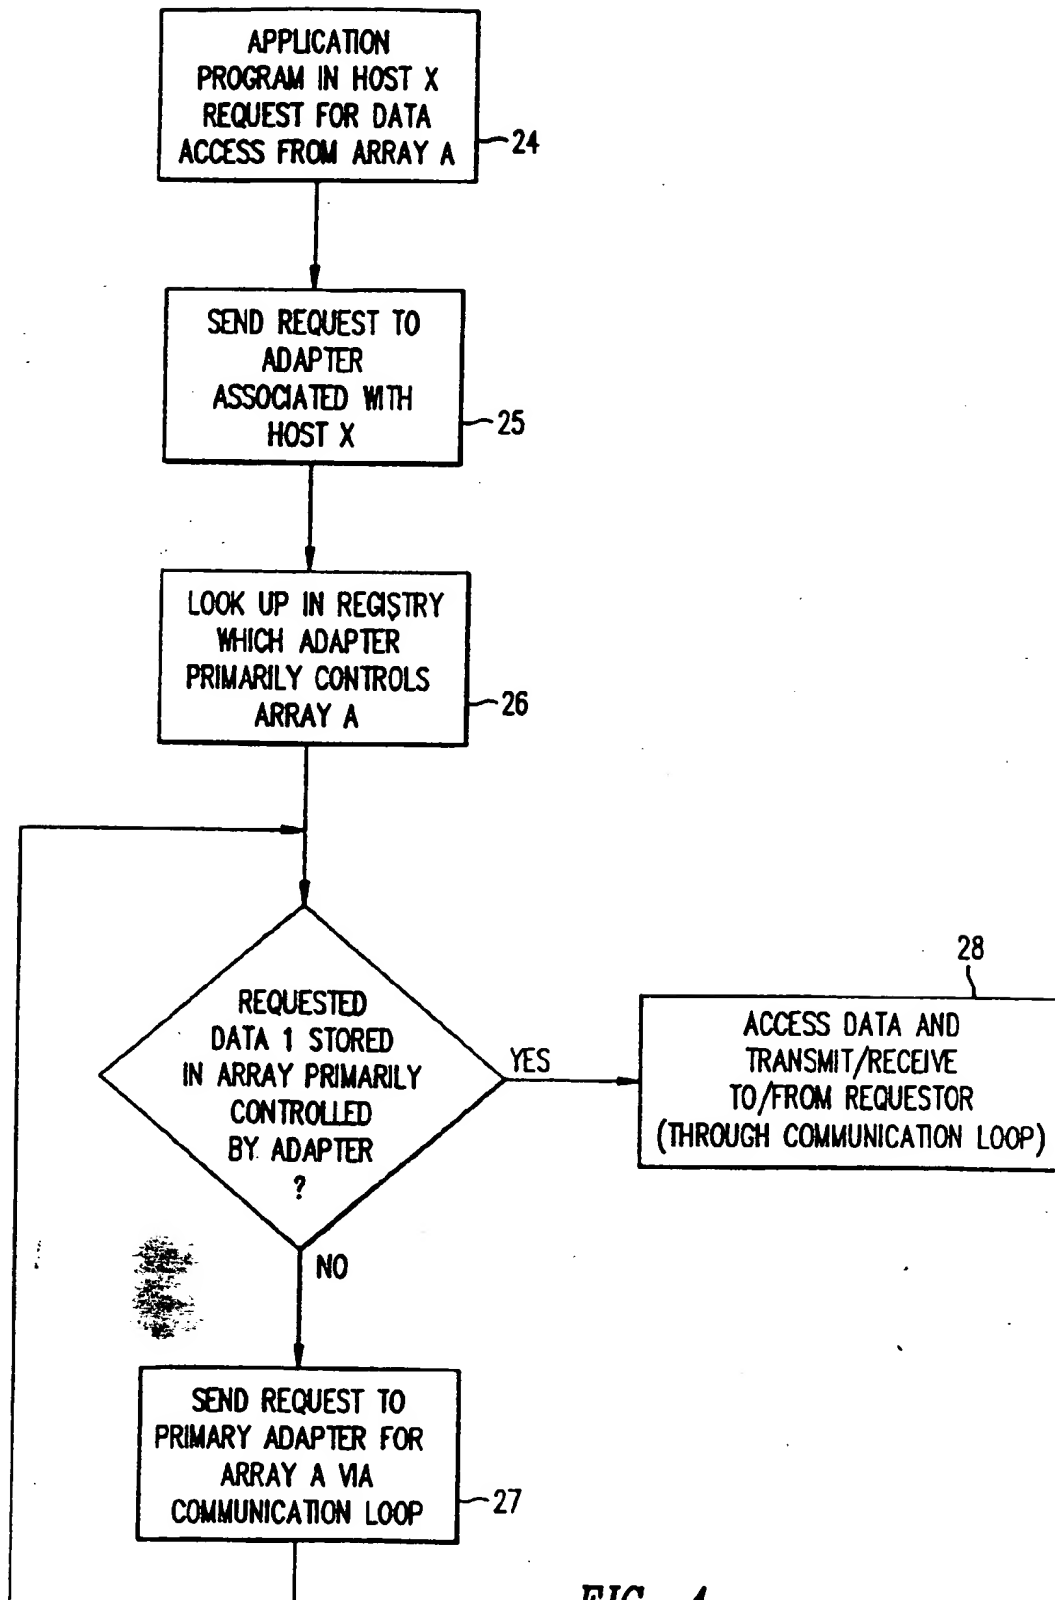 APPLICATION
PROGRAM IN HOST X
REQUEST FOR DATA
ACCESS FROM ARRAY A
24
SEND REQUEST TO
ADAPTER
ASSOCIATED WITH
HOST X
25
LOOK UP IN REGISTRY
WHICH ADAPTER
PRIMARILY CONTROLS
ARRAY A
26
REQUESTED
DATA 1 STORED
IN ARRAY PRIMARILY
CONTROLLED
BY ADAPTER
?
YES
28
ACCESS DATA AND
TRANSMIT/RECEIVE
TO/FROM REQUESTOR
(THROUGH COMMUNICATION LOOP)
NO
SEND REQUEST TO
PRIMARY ADAPTER FOR
ARRAY A VIA
COMMUNICATION LOOP
27
FIG.